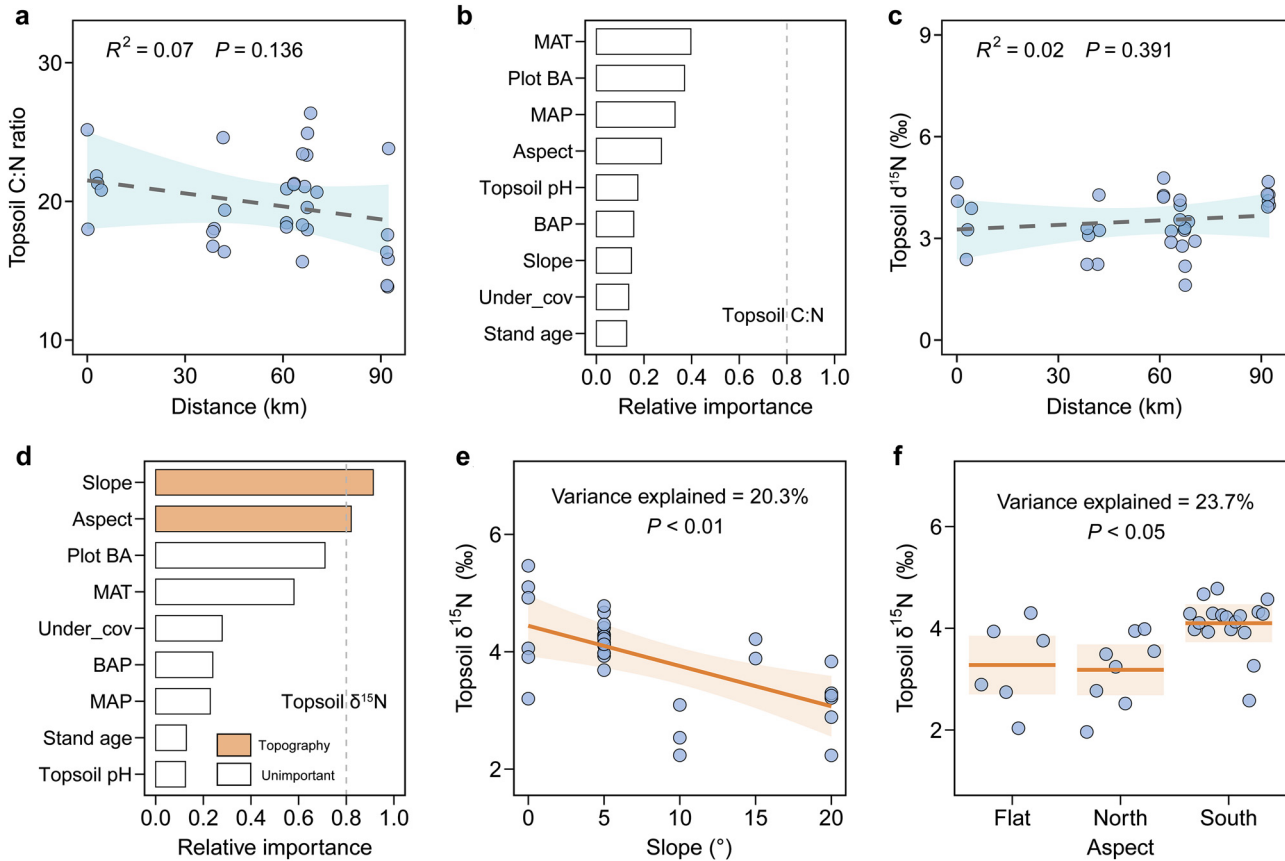 a
R² = 0.07 P = 0.136
Topsoil C:N ratio
30
20
10
0 30 60 90
Distance (km)
b
MAT
Plot BA
MAP
Aspect
Topsoil pH
BAP
Slope
Under_cov
Stand age
Topsoil C:N
0.0 0.2 0.4 0.6 0.8 1.0
Relative importance
c
R² = 0.02 P = 0.391
Topsoil d¹⁵N (‰)
9
6
3
0
0 30 60 90
Distance (km)
d
Slope
Aspect
Plot BA
MAT
Under_cov
BAP
MAP
Stand age
Topsoil pH
Topsoil δ¹⁵N
Topography
Unimportant
0.0 0.2 0.4 0.6 0.8 1.0
Relative importance
e
Variance explained = 20.3%
P < 0.01
Topsoil δ¹⁵N (‰)
6
4
2
0 5 10 15 20
Slope (°)
f
Variance explained = 23.7%
P < 0.05
Topsoil δ¹⁵N (‰)
6
4
2
Flat North South
Aspect